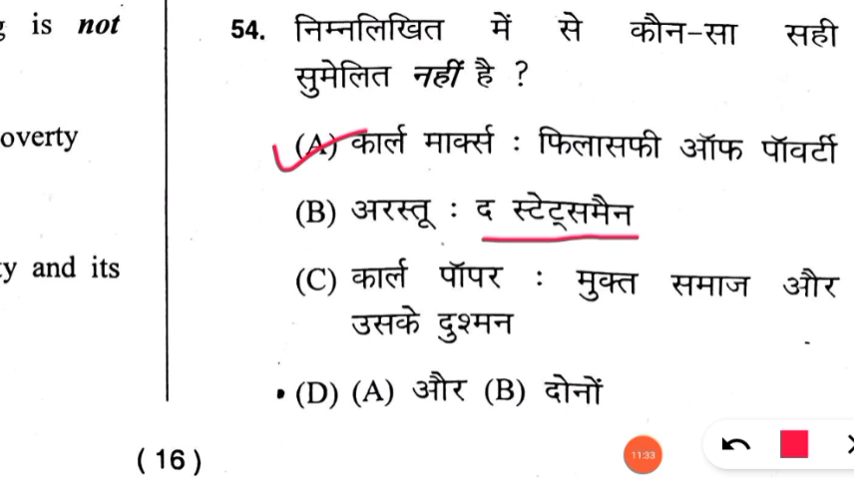 is not
54. निम्नलिखित में से कौन-सा सही
सुमेलित नहीं है ?
overty
(A) कार्ल मार्क्स : फिलासफी ऑफ पॉवर्टी
(B) अरस्तू : द स्टेट्समैन
y and its
(C) कार्ल पॉपर : मुक्त समाज और
उसके दुश्मन
(D) (A) और (B) दोनों
(16)
11:33